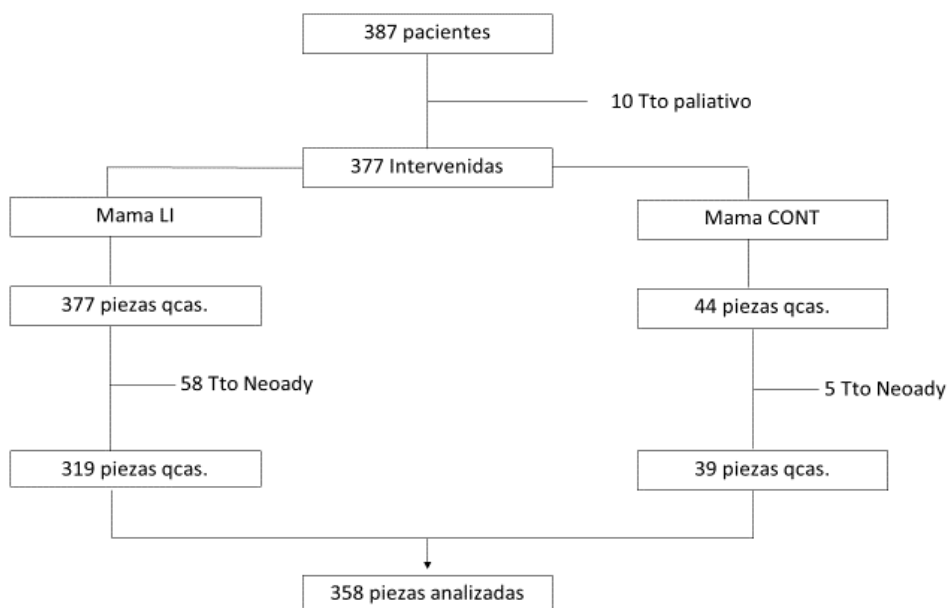 387 pacientes
10 Tto paliativo
377 Intervenidas
Mama LI
Mama CONT
377 piezas qcas.
44 piezas qcas.
58 Tto Neoady
5 Tto Neoady
319 piezas qcas.
39 piezas qcas.
358 piezas analizadas